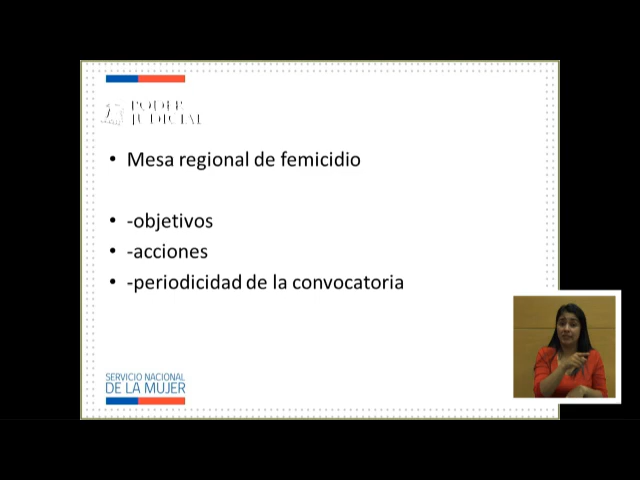 PODER
JUDICIAL
• Mesa regional de femicidio
• -objetivos
• -acciones
• -periodicidad de la convocatoria
SERVICIO NACIONAL
DE LA MUJER